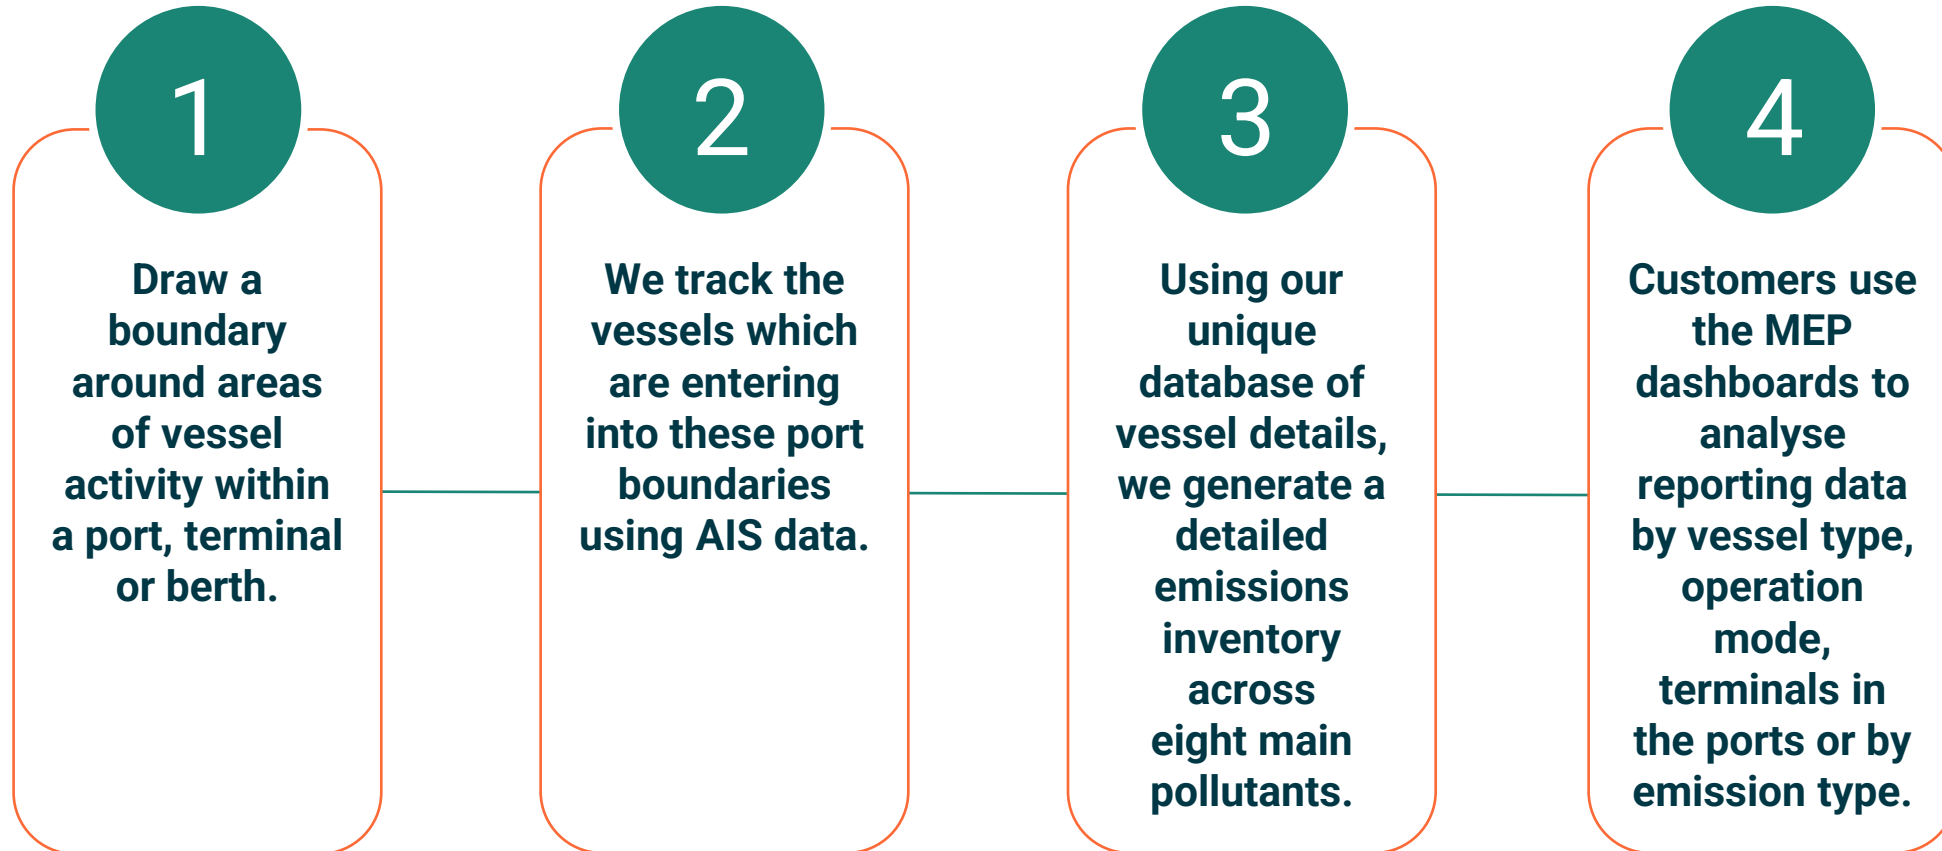 1
Draw a
boundary
around areas
of vessel
activity within
a port, terminal
or berth.
2
We track the
vessels which
are entering
into these port
boundaries
using AIS data.
3
Using our
unique
database of
vessel details,
we generate a
detailed
emissions
inventory
across
eight main
pollutants.
4
Customers use
the MEP
dashboards to
analyse
reporting data
by vessel type,
operation
mode,
terminals in
the ports or by
emission type.